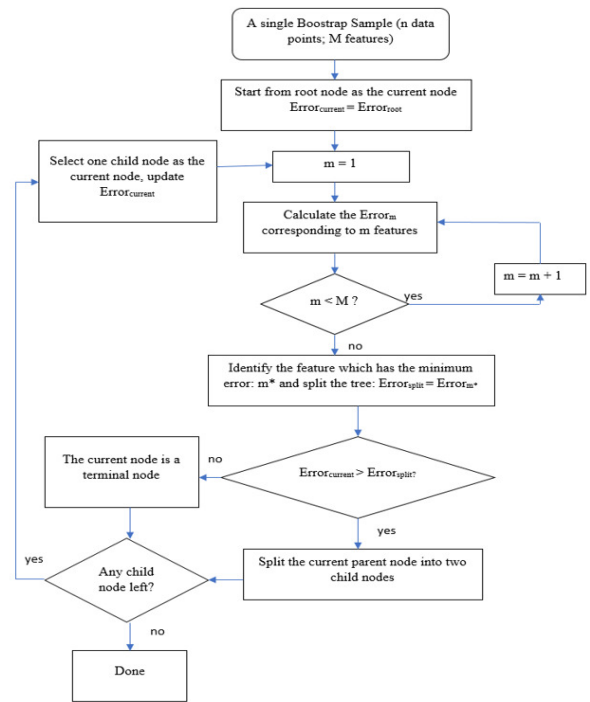 A single Boostrap Sample (n data
points; M features)
Start from root node as the current node
Errorcurrent = Errorroot
Select one child node as the
current node, update
Errorcurrent
m = 1
Calculate the Errorm
corresponding to m features
m = m + 1
m < M ?
yes
no
Identify the feature which has the minimum
error: m* and split the tree: Errorsplit = Errorm*
The current node is a
terminal node
no
Errorcurrent > Errorsplit?
yes
yes
Any child
node left?
Split the current parent node into two
child nodes
no
Done